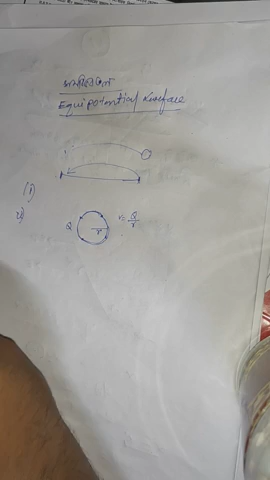 Equipotential Surface
(i)
ii)
Q r V = Q/r